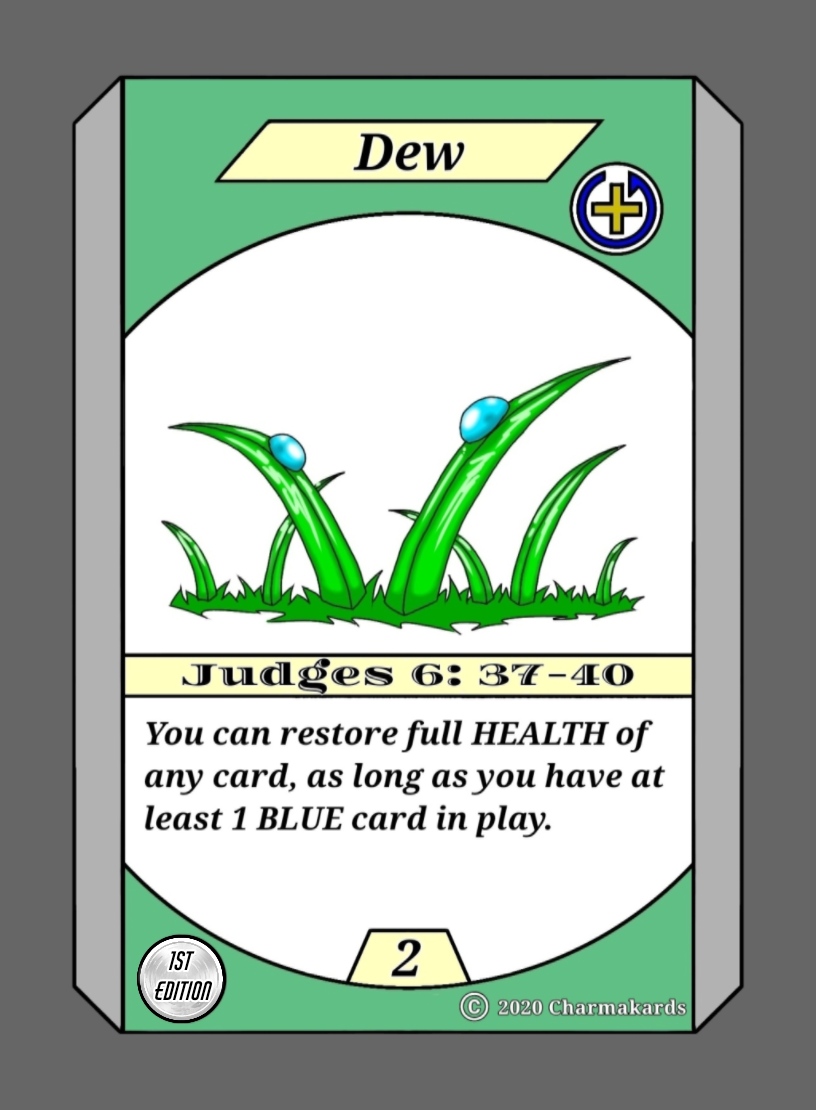 Dew
Judges 6: 37-40
You can restore full HEALTH of
any card, as long as you have at
least 1 BLUE card in play.
2
1ST
EDITION
© 2020 Charmakards